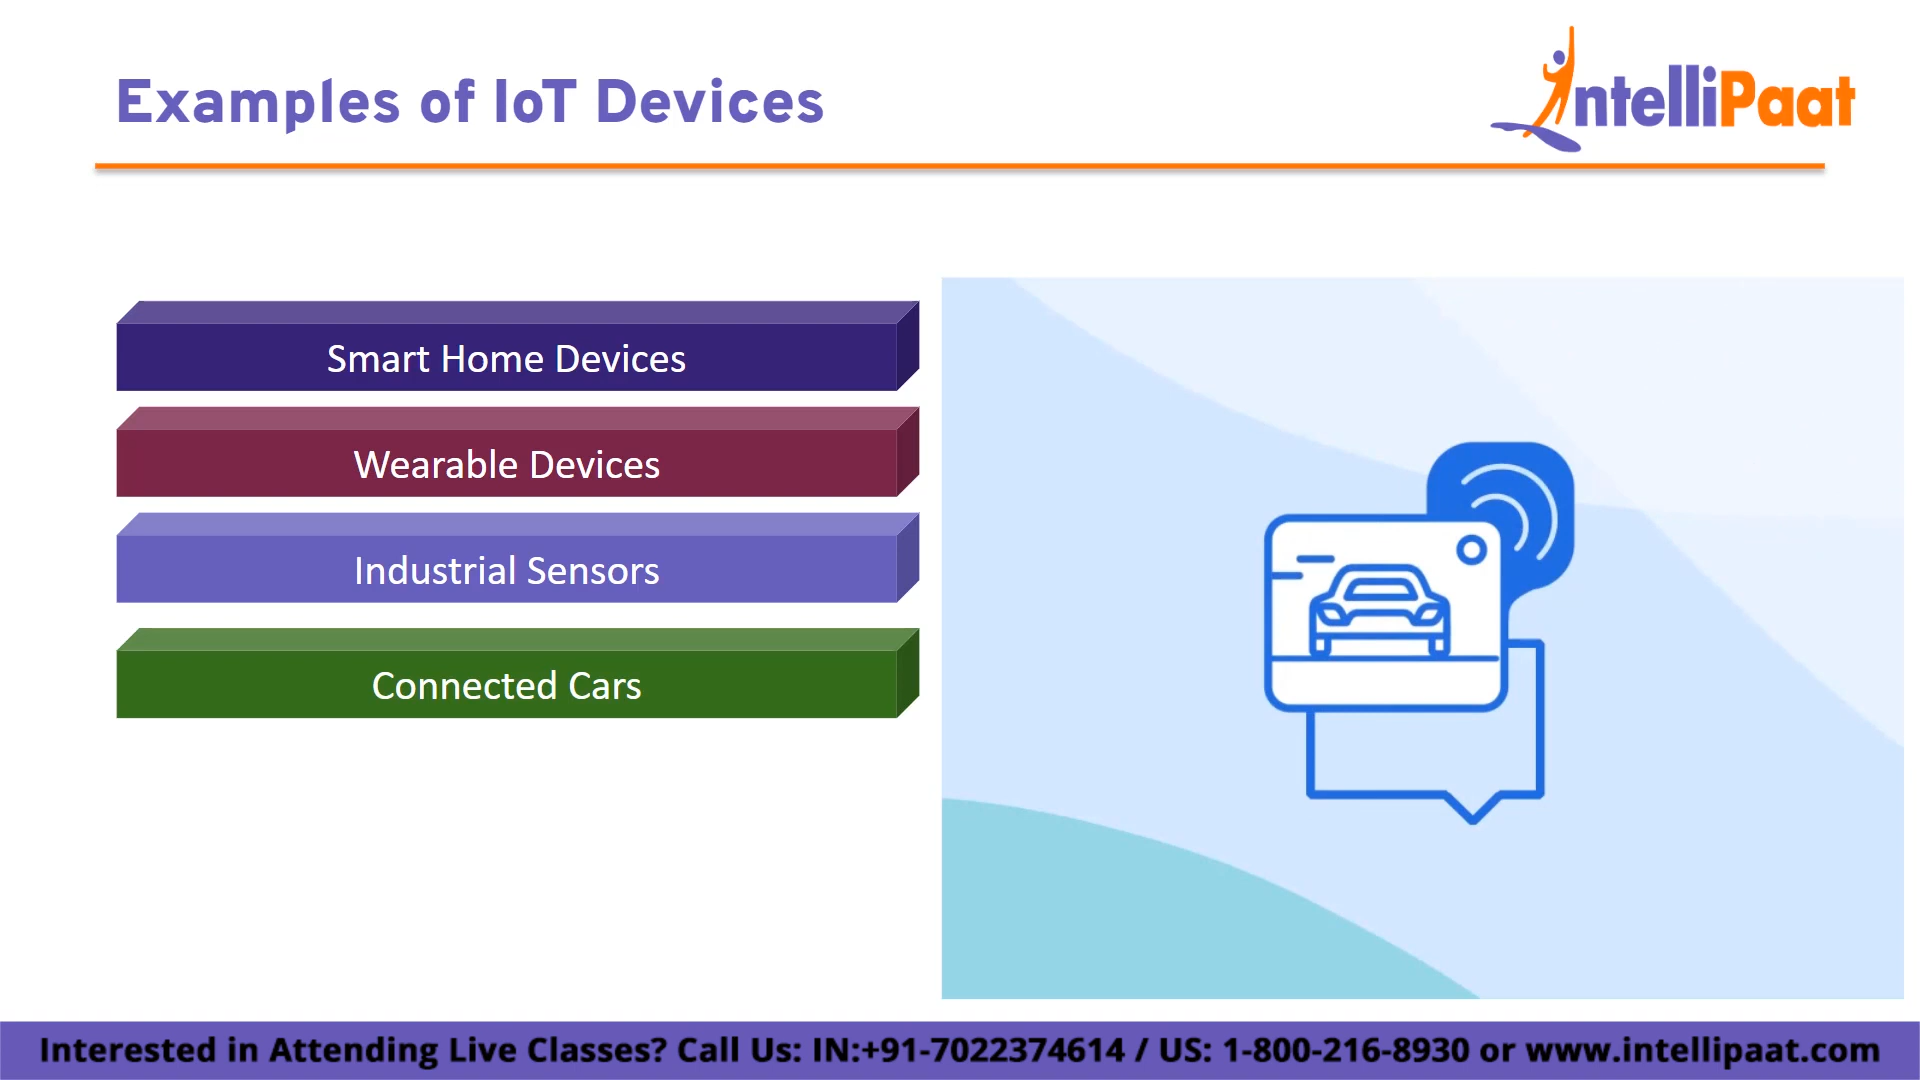 Examples of IoT Devices
IntelliPaat
Smart Home Devices
Wearable Devices
Industrial Sensors
Connected Cars
Interested in Attending Live Classes? Call Us: IN:+91-7022374614 / US: 1-800-216-8930 or www.intellipaat.com